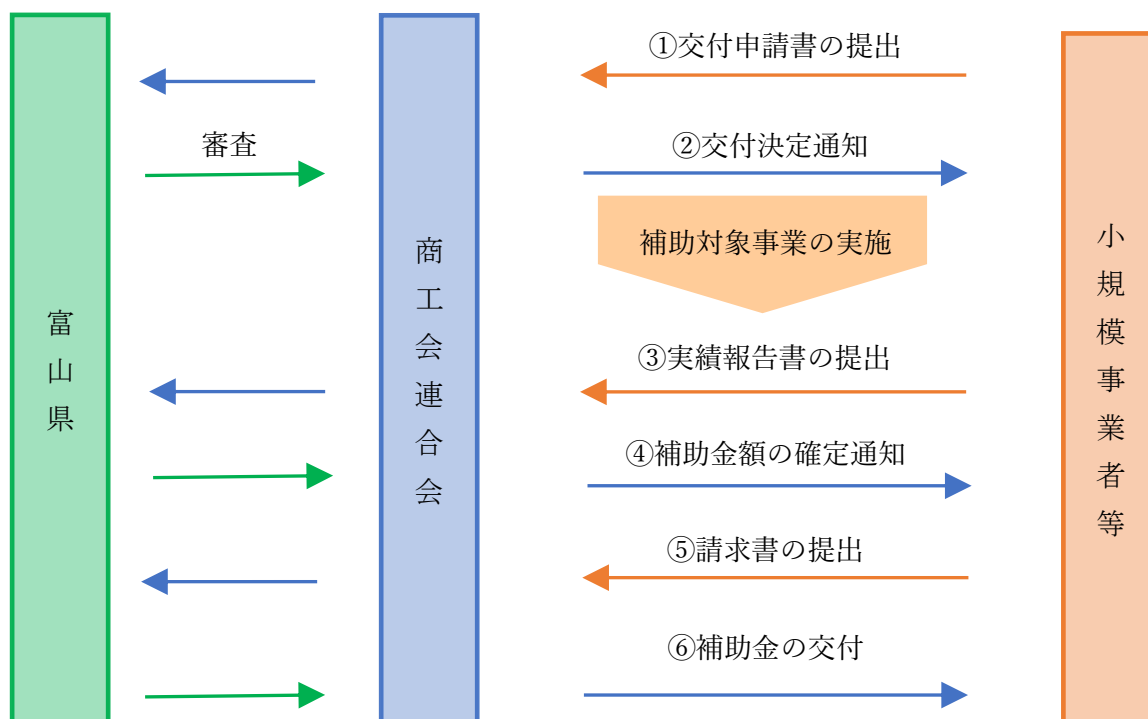 ①交付申請書の提出
審査
②交付決定通知
補助対象事業の実施
富山県
商工会連合会
小規模事業者等
③実績報告書の提出
④補助金額の確定通知
⑤請求書の提出
⑥補助金の交付